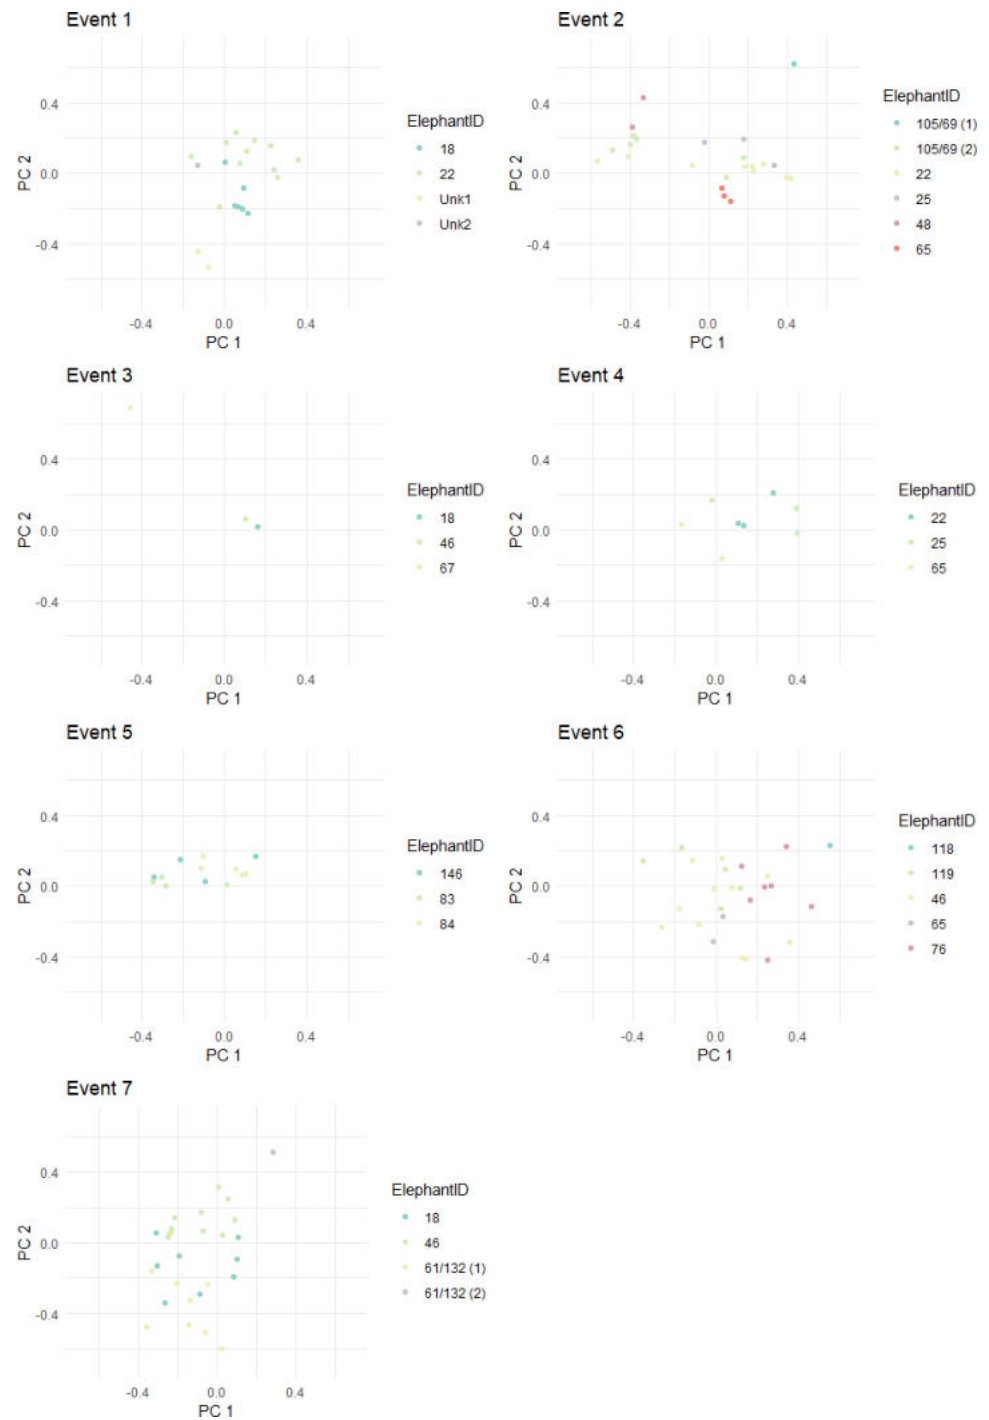 Event 1
PC 2
0.4
0.0
-0.4
-0.4 0.0 0.4
PC 1
ElephantID
18
22
Unk1
Unk2
Event 2
PC 2
0.4
0.0
-0.4
-0.4 0.0 0.4
PC 1
ElephantID
105/69 (1)
105/69 (2)
22
25
48
65
Event 3
PC 2
0.4
0.0
-0.4
-0.4 0.0 0.4
PC 1
ElephantID
18
46
67
Event 4
PC 2
0.4
0.0
-0.4
-0.4 0.0 0.4
PC 1
ElephantID
22
25
65
Event 5
PC 2
0.4
0.0
-0.4
-0.4 0.0 0.4
PC 1
ElephantID
146
83
84
Event 6
PC 2
0.4
0.0
-0.4
-0.4 0.0 0.4
PC 1
ElephantID
118
119
46
65
76
Event 7
PC 2
0.4
0.0
-0.4
-0.4 0.0 0.4
PC 1
ElephantID
18
46
61/132 (1)
61/132 (2)